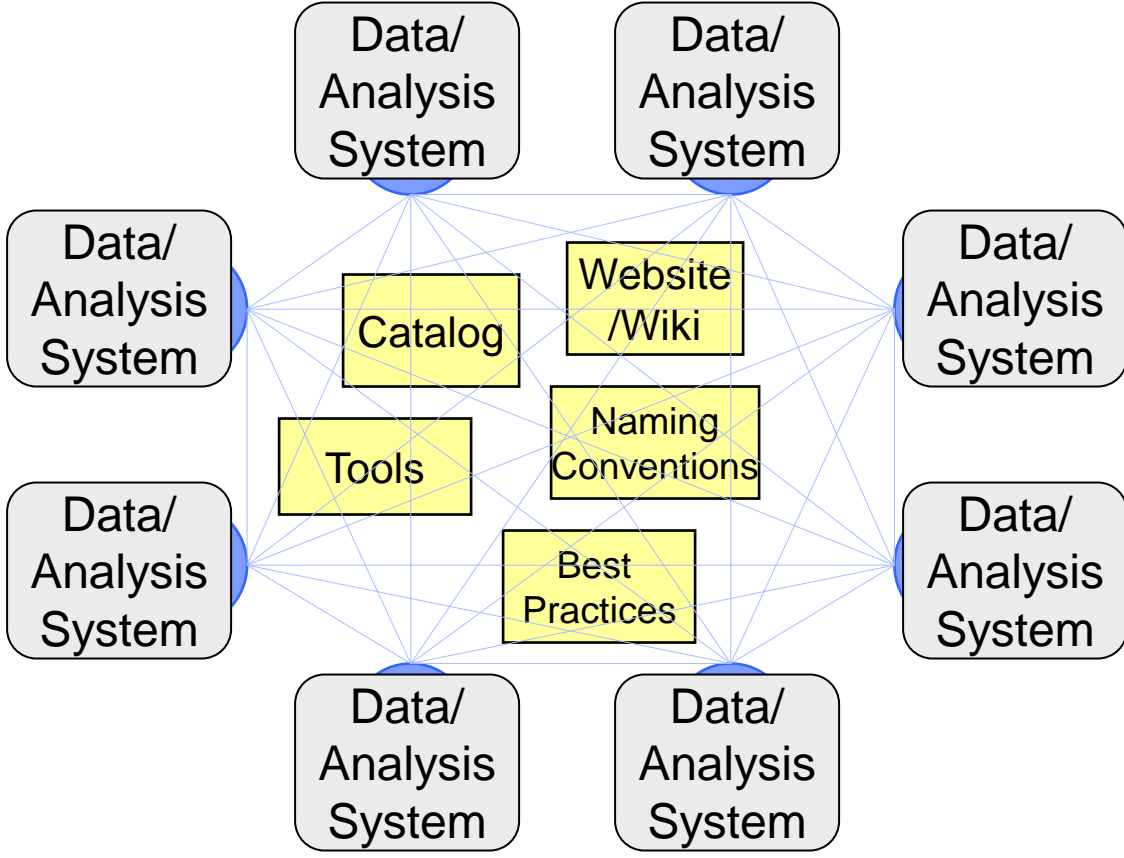 Data/
Analysis
System
Data/
Analysis
System
Data/
Analysis
System
Website
/Wiki
Data/
Analysis
System
Catalog
Naming
Conventions
Tools
Data/
Analysis
System
Best
Practices
Data/
Analysis
System
Data/
Analysis
System
Data/
Analysis
System